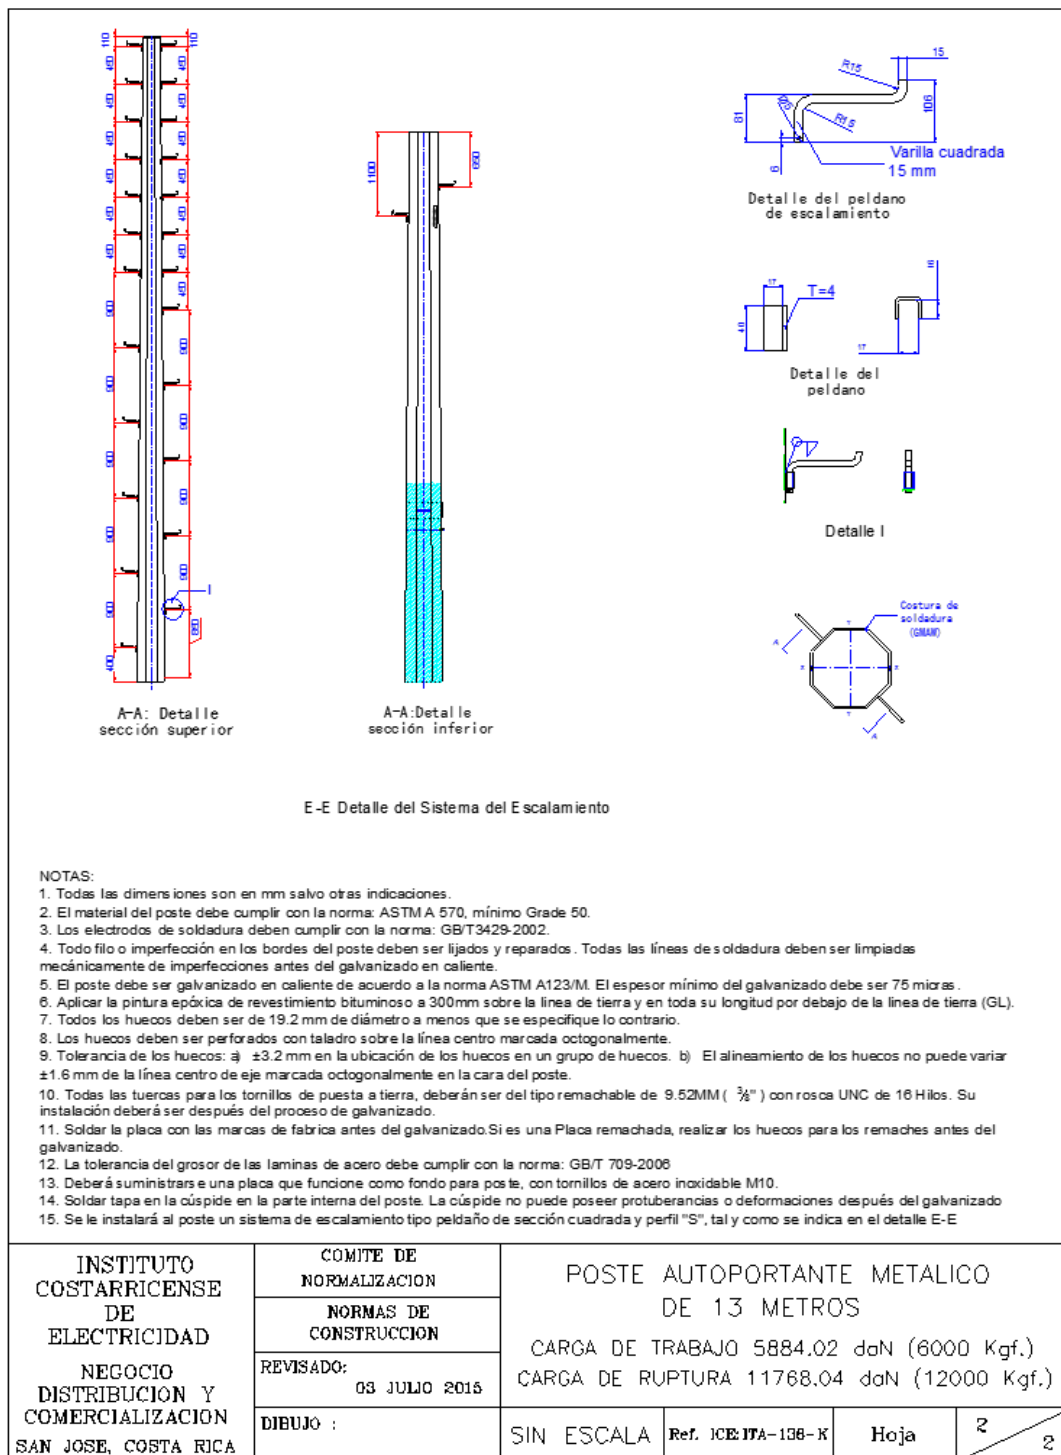 110
110
450
450
450
450
450
450
450
450
450
450
450
450
900
450
900
900
900
900
900
900
900
900
I
400
650
1100
R15
15
81
R15
106
6
Varilla cuadrada
15 mm
Detalle del peldano
de escalamiento
17
T=4
40
17
Detalle del
peldano
Detalle I
Costura de
soldadura
(GMAW)
A
A
T
T
A-A: Detalle
sección superior
A-A:Detalle
sección inferior
E-E Detalle del Sistema del Escalamiento
NOTAS:
1. Todas las dimensiones son en mm salvo otras indicaciones.
2. El material del poste debe cumplir con la norma: ASTM A 570, mínimo Grade 50.
3. Los electrodos de soldadura deben cumplir con la norma: GB/T3429-2002.
4. Todo filo o imperfección en los bordes del poste deben ser lijados y reparados. Todas las líneas de soldadura deben ser limpiadas
mecánicamente de imperfecciones antes del galvanizado en caliente.
5. El poste debe ser galvanizado en caliente de acuerdo a la norma ASTM A123/M. El espesor mínimo del galvanizado debe ser 75 micras.
6. Aplicar la pintura epóxica de revestimiento bituminoso a 300mm sobre la linea de tierra y en toda su longitud por debajo de la linea de tierra (GL).
7. Todos los huecos deben ser de 19.2 mm de diámetro a menos que se especifique lo contrario.
8. Los huecos deben ser perforados con taladro sobre la línea centro marcada octogonalmente.
9. Tolerancia de los huecos: a) ±3.2 mm en la ubicación de los huecos en un grupo de huecos. b) El alineamiento de los huecos no puede variar
±1.6 mm de la línea centro de eje marcada octogonalmente en la cara del poste.
10. Todas las tuercas para los tornillos de puesta a tierra, deberán ser del tipo remachable de 9.52MM ( ⅜" ) con rosca UNC de 16 Hilos. Su
instalación deberá ser después del proceso de galvanizado.
11. Soldar la placa con las marcas de fabrica antes del galvanizado.Si es una Placa remachada, realizar los huecos para los remaches antes del
galvanizado.
12. La tolerancia del grosor de las laminas de acero debe cumplir con la norma: GB/T 709-2006
13. Deberá suministrarse una placa que funcione como fondo para poste, con tornillos de acero inoxidable M10.
14. Soldar tapa en la cúspide en la parte interna del poste. La cúspide no puede poseer protuberancias o deformaciones después del galvanizado
15. Se le instalará al poste un sistema de escalamiento tipo peldaño de sección cuadrada y perfil "S", tal y como se indica en el detalle E-E
INSTITUTO
COSTARRICENSE
DE
ELECTRICIDAD
NEGOCIO
DISTRIBUCION Y
COMERCIALIZACION
SAN JOSE, COSTA RICA
COMITE DE
NORMALIZACION
NORMAS DE
CONSTRUCCION
REVISADO:
03 JULIO 2015
DIBUJO :
POSTE AUTOPORTANTE METALICO
DE 13 METROS
CARGA DE TRABAJO 5884.02 daN (6000 Kgf.)
CARGA DE RUPTURA 11768.04 daN (12000 Kgf.)
SIN ESCALA
Ref. ICE:ITA-136-K
Hoja
2
2